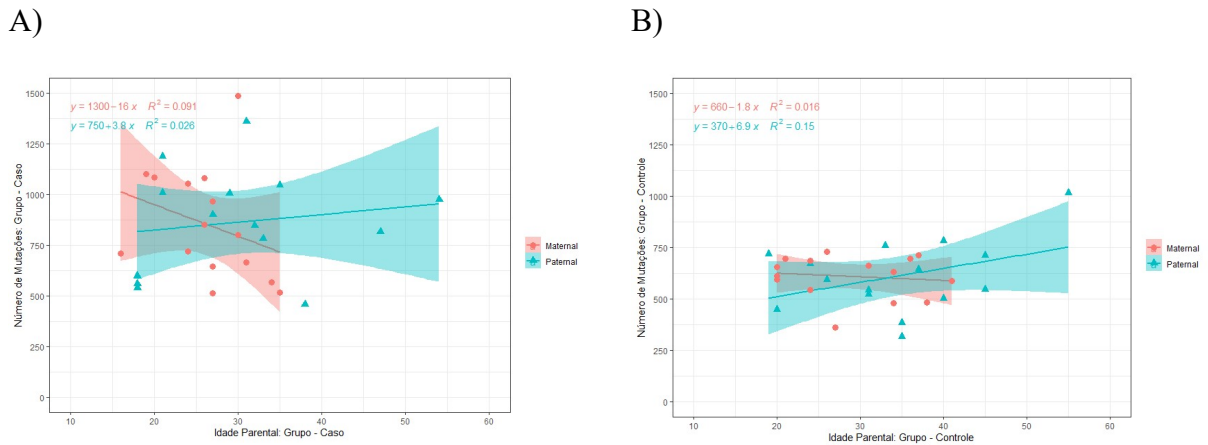 A)
B)
Número de Mutações: Grupo - Caso
1500
1250
1000
750
500
250
0
y = 1300−16 x R² = 0.091
y = 750+3.8 x R² = 0.026
10 20 30 40 50 60
Idade Parental: Grupo - Caso
Maternal
Paternal
Número de Mutações: Grupo - Controle
1500
1250
1000
750
500
250
0
y = 660−1.8 x R² = 0.016
y = 370+6.9 x R² = 0.15
10 20 30 40 50 60
Idade Parental: Grupo - Controle
Maternal
Paternal